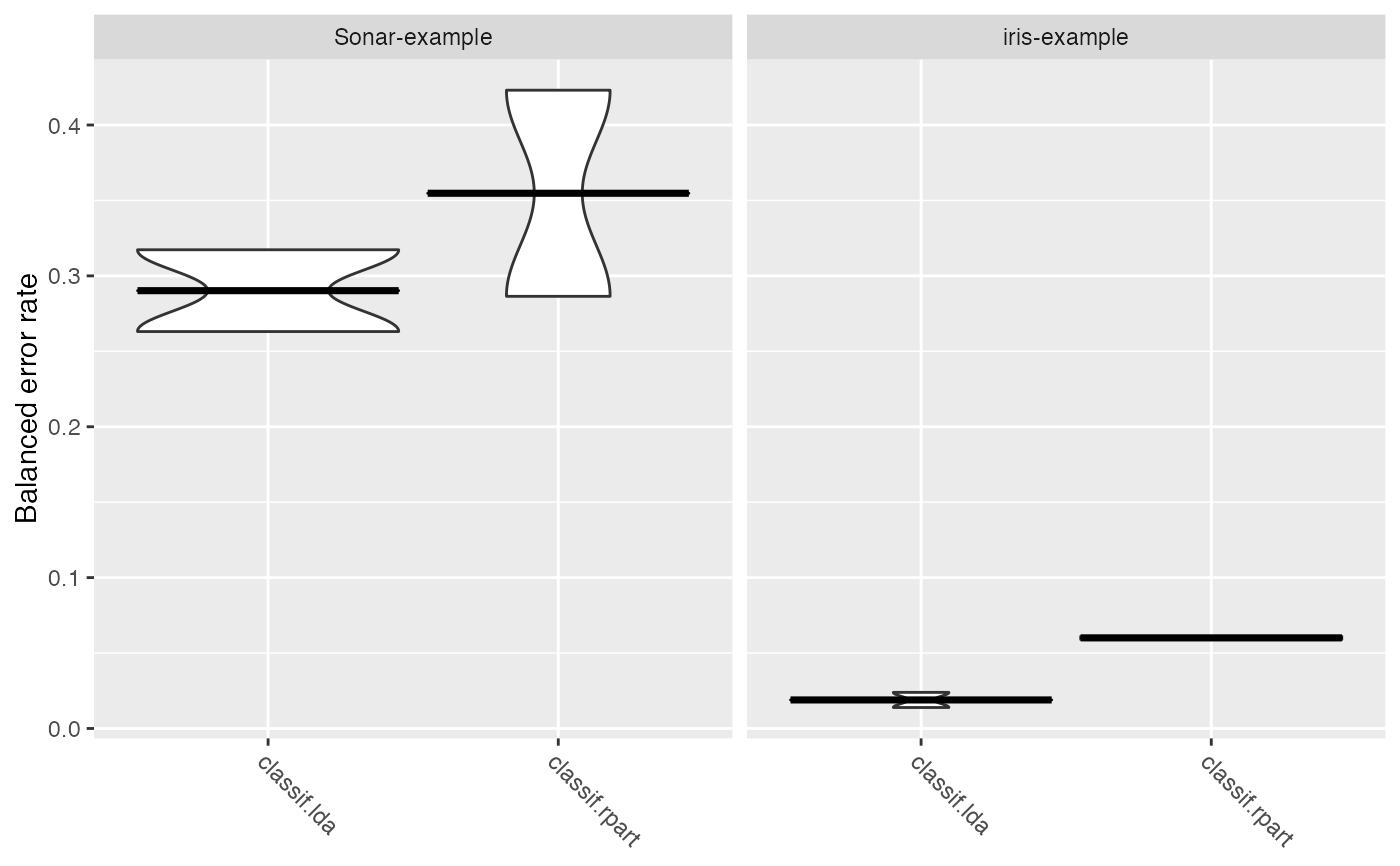 Sonar-example
iris-example
Balanced error rate
0.4
0.3
0.2
0.1
0.0
classif.lda
classif.rpart
classif.lda
classif.rpart